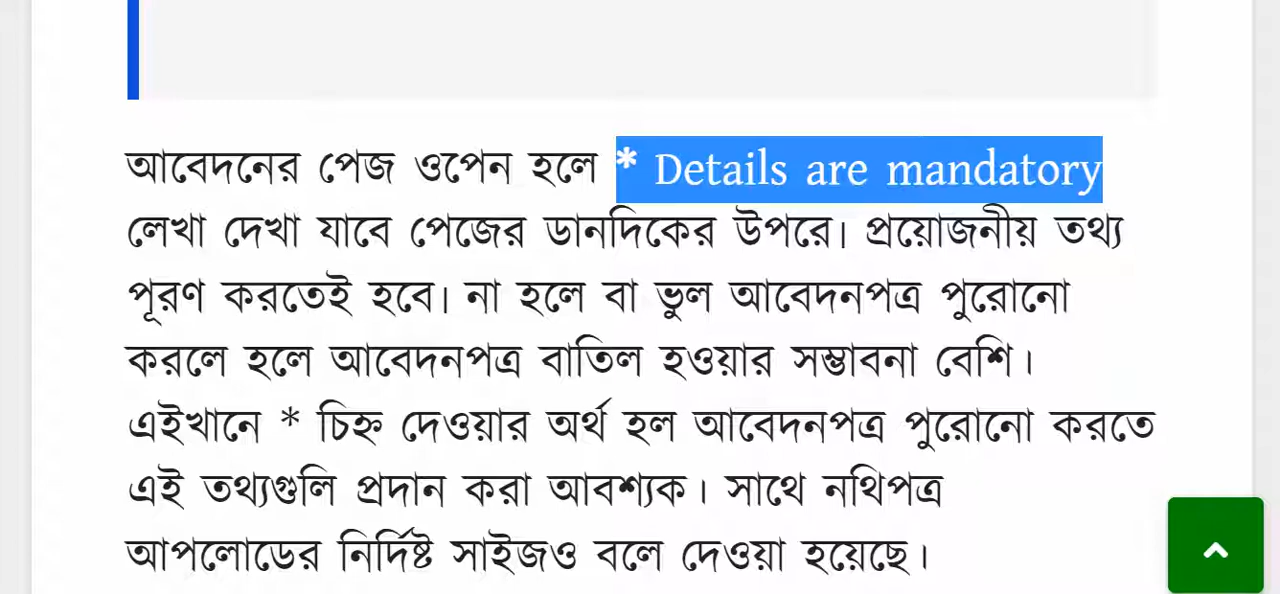 আবেদনের পেজ ওপেন হলে * Details are mandatory
লেখা দেখা যাবে পেজের ডানদিকের উপরে। প্রয়োজনীয় তথ্য
পূরণ করতেই হবে। না হলে বা ভুল আবেদনপত্র পুরোনো
করলে হলে আবেদনপত্র বাতিল হওয়ার সম্ভাবনা বেশি।
এইখানে * চিহ্ন দেওয়ার অর্থ হল আবেদনপত্র পুরোনো করতে
এই তথ্যগুলি প্রদান করা আবশ্যক। সাথে নথিপত্র
আপলোডের নির্দিষ্ট সাইজও বলে দেওয়া হয়েছে।